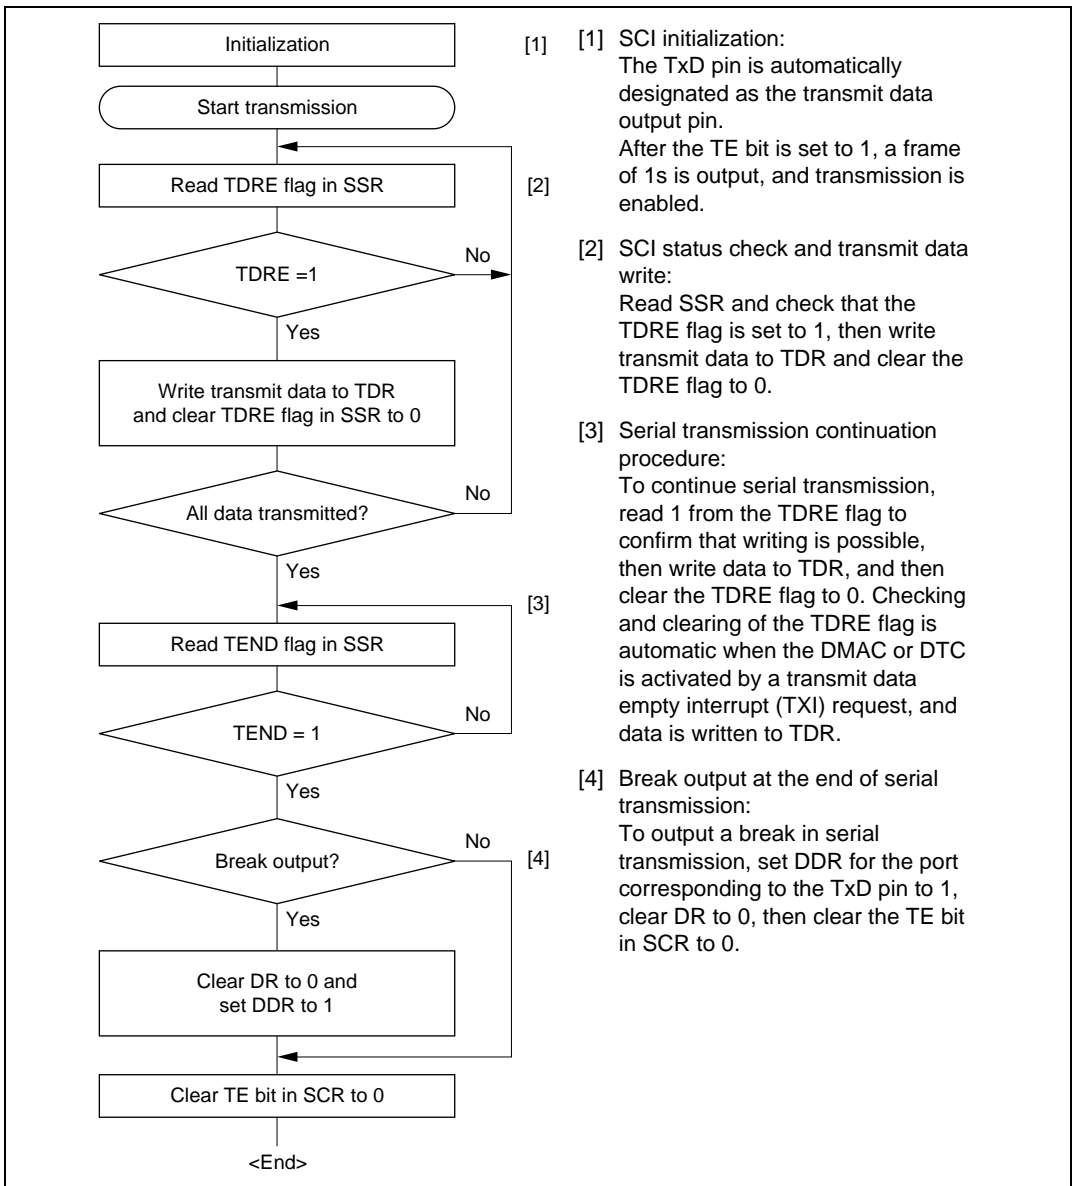 Initialization
[1]
Start transmission
Read TDRE flag in SSR
[2]
TDRE =1
No
Yes
Write transmit data to TDR
and clear TDRE flag in SSR to 0
All data transmitted?
No
Yes
[3]
Read TEND flag in SSR
TEND = 1
No
Yes
Break output?
No
[4]
Yes
Clear DR to 0 and
set DDR to 1
Clear TE bit in SCR to 0
<End>
[1] SCI initialization:
The TxD pin is automatically
designated as the transmit data
output pin.
After the TE bit is set to 1, a frame
of 1s is output, and transmission is
enabled.
[2] SCI status check and transmit data
write:
Read SSR and check that the
TDRE flag is set to 1, then write
transmit data to TDR and clear the
TDRE flag to 0.
[3] Serial transmission continuation
procedure:
To continue serial transmission,
read 1 from the TDRE flag to
confirm that writing is possible,
then write data to TDR, and then
clear the TDRE flag to 0. Checking
and clearing of the TDRE flag is
automatic when the DMAC or DTC
is activated by a transmit data
empty interrupt (TXI) request, and
data is written to TDR.
[4] Break output at the end of serial
transmission:
To output a break in serial
transmission, set DDR for the port
corresponding to the TxD pin to 1,
clear DR to 0, then clear the TE bit
in SCR to 0.